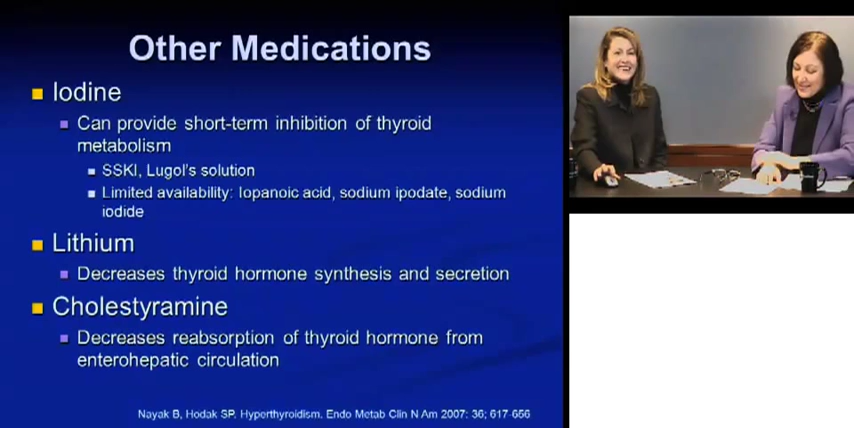 Other Medications
Iodine
Can provide short-term inhibition of thyroid
metabolism
SSKI, Lugol's solution
Limited availability: Iopanoic acid, sodium ipodate, sodium
iodide
Lithium
Decreases thyroid hormone synthesis and secretion
Cholestyramine
Decreases reabsorption of thyroid hormone from
enterohepatic circulation
Nayak B, Hodak SP. Hyperthyroidism. Endo Metab Clin N Am 2007: 36; 617-656